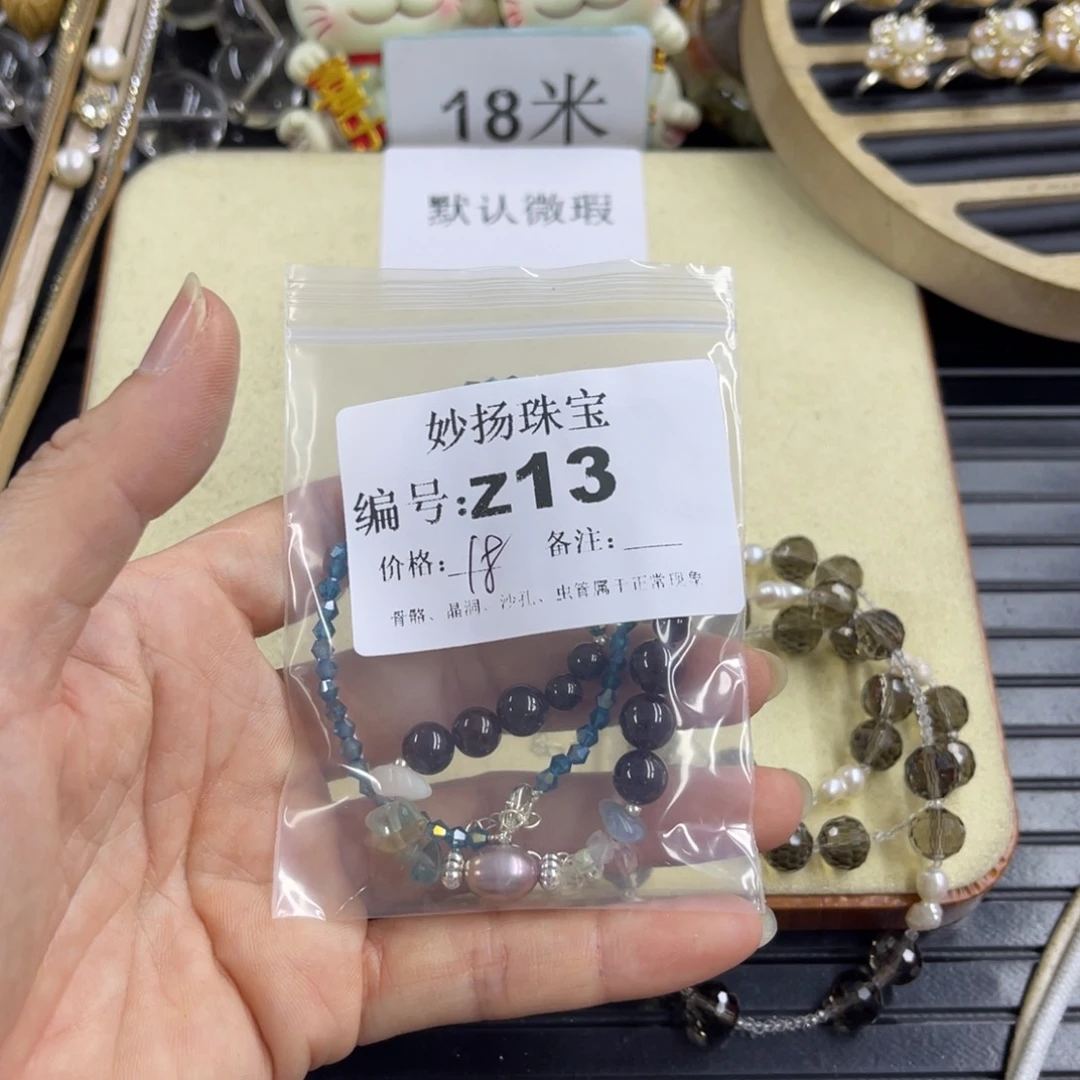 18米
默认微瑕
妙扬珠宝
编号:z13
价格: 18 备注:
骨骼、晶洞、沙孔、虫管属于正常现象